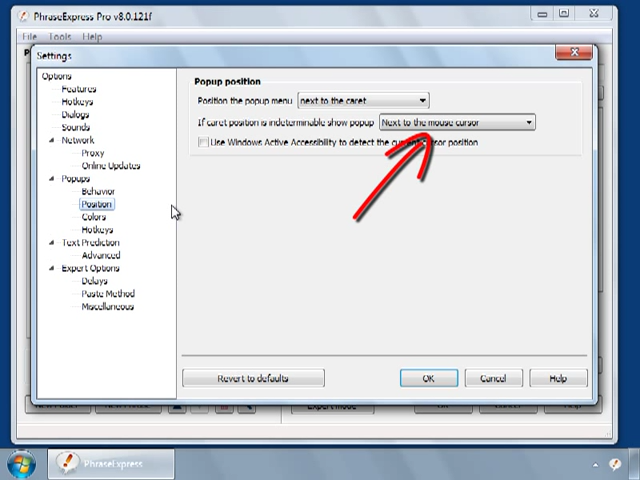 PhraseExpress Pro v8.0.121f
File Tools Help
Settings
Options
Features
Hotkeys
Dialogs
Sounds
Network
Proxy
Online Updates
Popups
Behavior
Position
Colors
Hotkeys
Text Prediction
Advanced
Expert Options
Delays
Paste Method
Miscellaneous
Popup position
Position the popup menu next to the caret
If caret position is indeterminable show popup Next to the mouse cursor
Use Windows Active Accessibility to detect the current cursor position
Revert to defaults OK Cancel Help
Expert mode
PhraseExpress